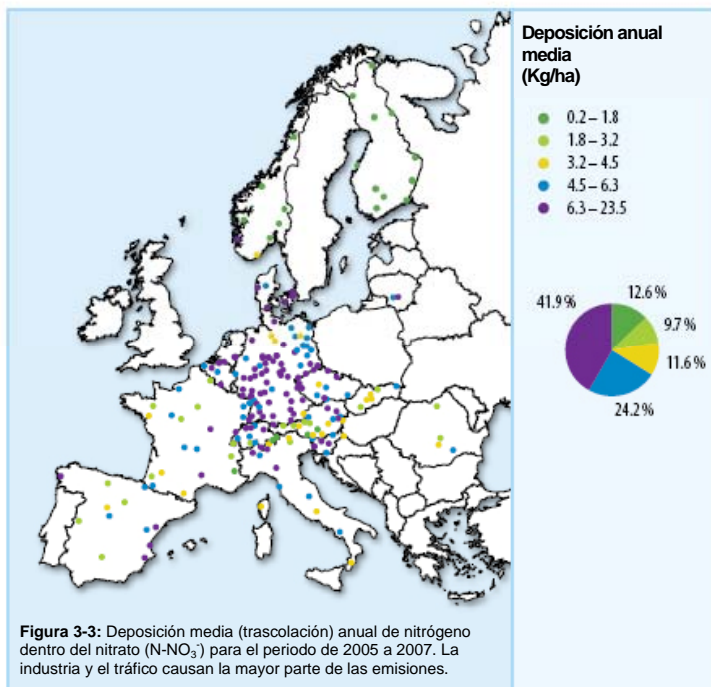 Deposición anual
media
(Kg/ha)
0.2 – 1.8
1.8 – 3.2
3.2 – 4.5
4.5 – 6.3
6.3 – 23.5
41.9 %
12.6 %
9.7 %
11.6 %
24.2 %
Figura 3-3: Deposición media (trascolación) anual de nitrógeno
dentro del nitrato (N-NO₃⁻) para el periodo de 2005 a 2007. La
industria y el tráfico causan la mayor parte de las emisiones.